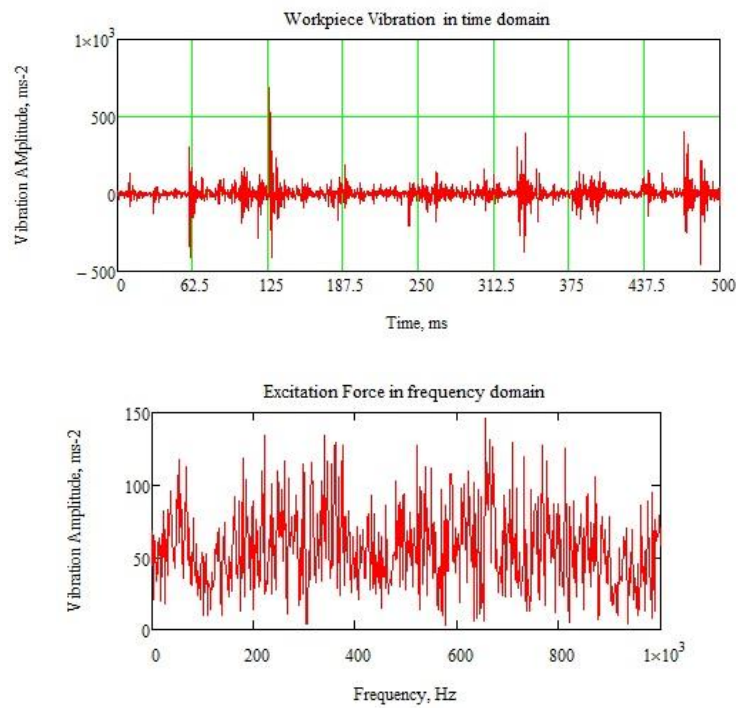 Workpiece Vibration in time domain
Vibration AMplitude, ms-2
1×10³
500
0
−500
0 62.5 125 187.5 250 312.5 375 437.5 500
Time, ms
Excitation Force in frequency domain
Vibration Amplitude, ms-2
150
100
50
0
0 200 400 600 800 1×10³
Frequency, Hz